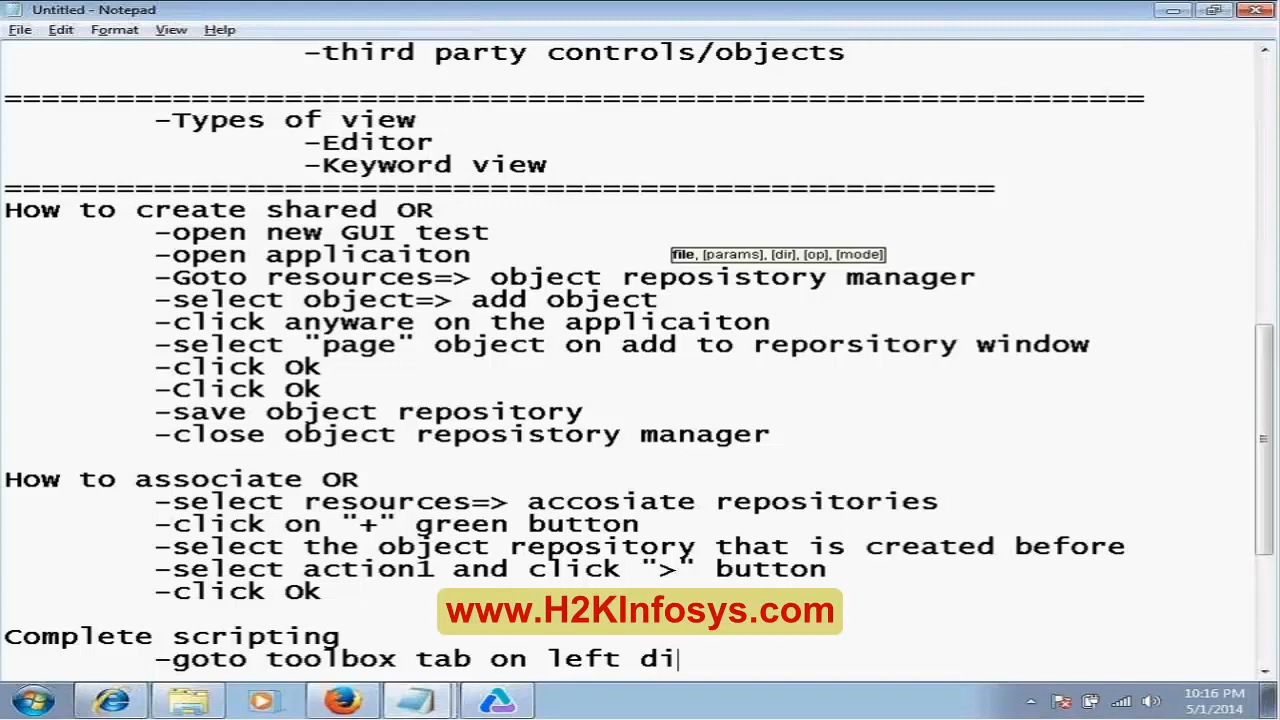 Untitled - Notepad
File Edit Format View Help
-third party controls/objects
=============================================================
-Types of view
-Editor
-Keyword view
=====================================================
How to create shared OR
-open new GUI test
-open applicaiton
file, [params], [dir], [op], [mode]
-Goto resources=> object reposistory manager
-select object=> add object
-click anyware on the applicaiton
-select "page" object on add to reporsitory window
-click Ok
-Click Ok
-save object repository
-close object reposistory manager
How to associate OR
-select resources=> accosiate repositories
-click on "+" green button
-select the object repository that is created before
-select action1 and click ">" button
-click Ok
www.H2KInfosys.com
Complete scripting
-goto toolbox tab on left di
10:16 PM
5/1/2014